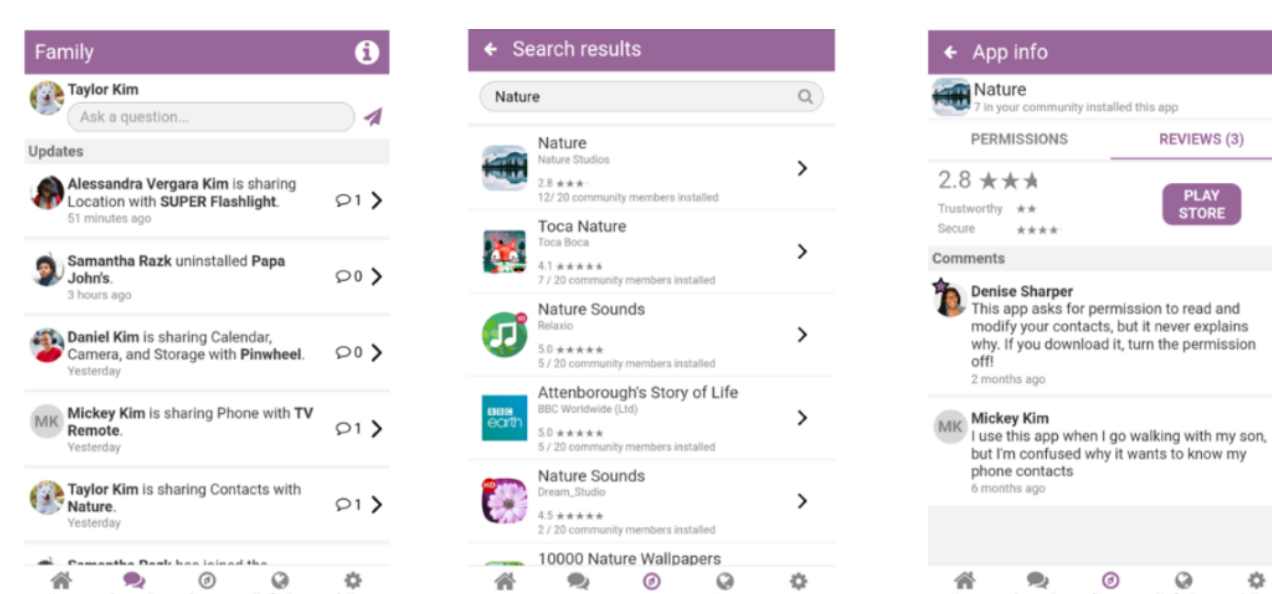 Family
Taylor Kim
Ask a question...
Updates
Alessandra Vergara Kim is sharing
Location with SUPER Flashlight.
51 minutes ago
1
Samantha Razk uninstalled Papa
John's.
3 hours ago
0
Daniel Kim is sharing Calendar,
Camera, and Storage with Pinwheel.
Yesterday
0
MK
Mickey Kim is sharing Phone with TV
Remote.
Yesterday
1
Taylor Kim is sharing Contacts with
Nature.
Yesterday
1
Samantha Razk has joined the
Search results
Nature
Nature
Nature Studios
2.8
12/ 20 community members installed
Toca Nature
Toca Boca
4.1
7 / 20 community members installed
Nature Sounds
Relaxio
5.0
5 / 20 community members installed
BBC
earth
Attenborough's Story of Life
BBC Worldwide (Ltd)
5.0
5 / 20 community members installed
HD
Nature Sounds
Dream_Studio
4.5
2 / 20 community members installed
10000 Nature Wallpapers
App info
Nature
7 in your community installed this app
PERMISSIONS
REVIEWS (3)
2.8
Trustworthy
Secure
PLAY
STORE
Comments
Denise Sharper
This app asks for permission to read and
modify your contacts, but it never explains
why. If you download it, turn the permission
off!
2 months ago
MK
Mickey Kim
I use this app when I go walking with my son,
but I'm confused why it wants to know my
phone contacts
6 months ago